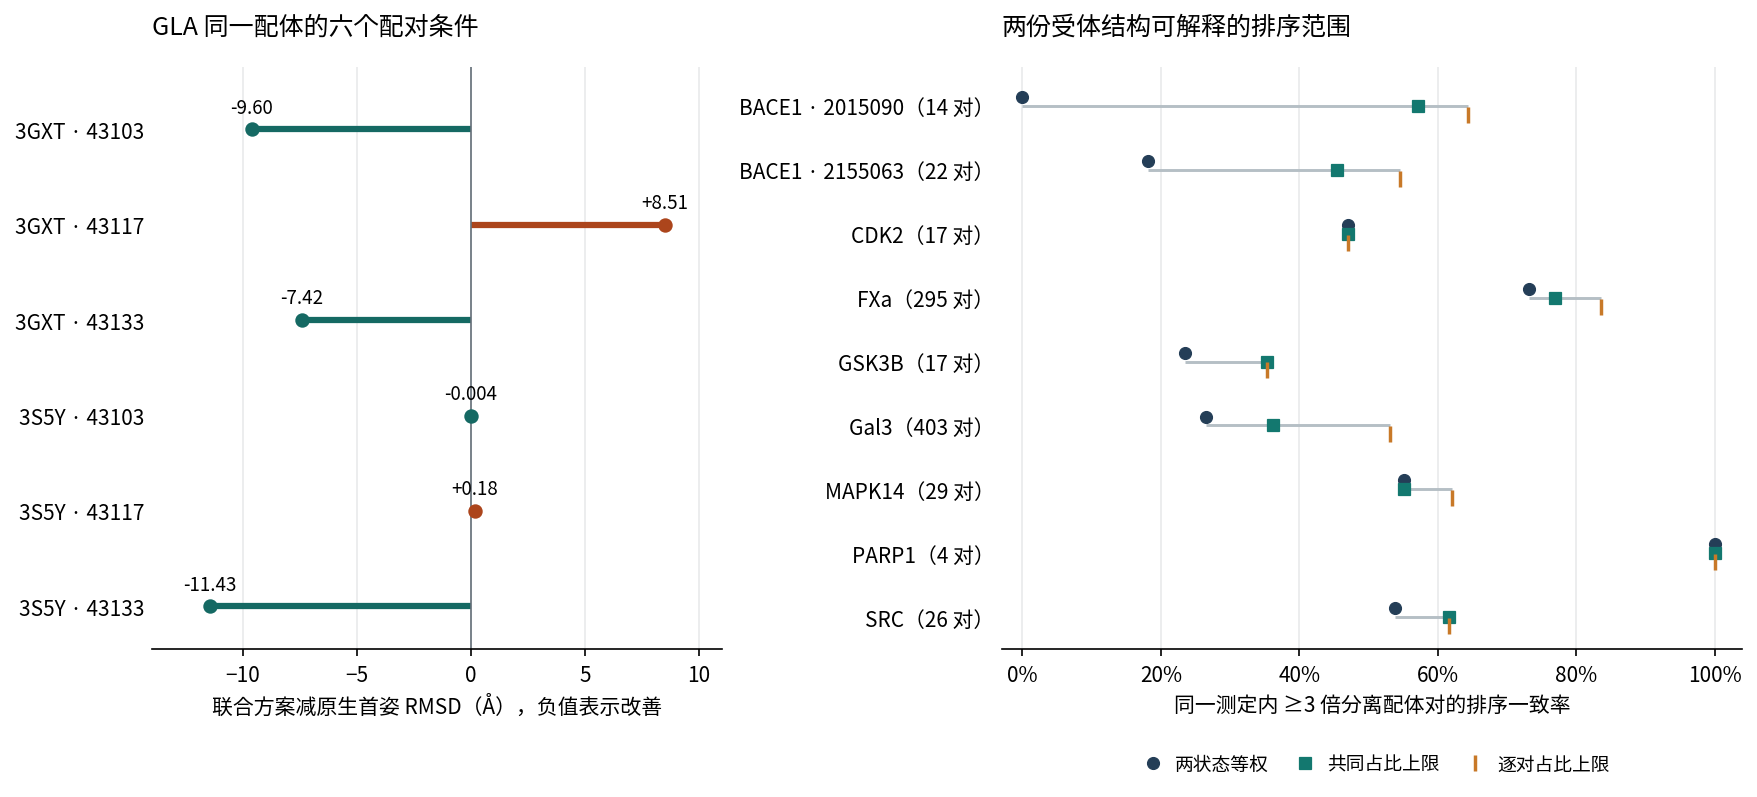 GLA 同一配体的六个配对条件
3GXT · 43103
3GXT · 43117
3GXT · 43133
3S5Y · 43103
3S5Y · 43117
3S5Y · 43133
-9.60
+8.51
-7.42
-0.004
+0.18
-11.43
−10
−5
0
5
10
联合方案减原生首姿 RMSD（Å），负值表示改善
两份受体结构可解释的排序范围
BACE1 · 2015090（14 对）
BACE1 · 2155063（22 对）
CDK2（17 对）
FXa（295 对）
GSK3B（17 对）
Gal3（403 对）
MAPK14（29 对）
PARP1（4 对）
SRC（26 对）
0%
20%
40%
60%
80%
100%
同一测定内 ≥3 倍分离配体对的排序一致率
两状态等权
共同占比上限
逐对占比上限